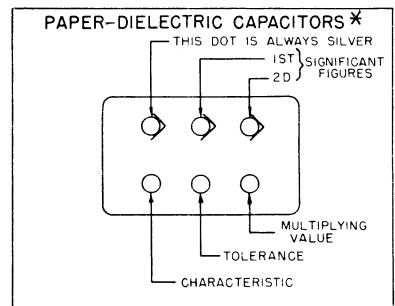 PAPER-DIELECTRIC CAPACITORS*
THIS DOT IS ALWAYS SILVER
1ST
2D
SIGNIFICANT
FIGURES
MULTIPLYING
VALUE
TOLERANCE
CHARACTERISTIC